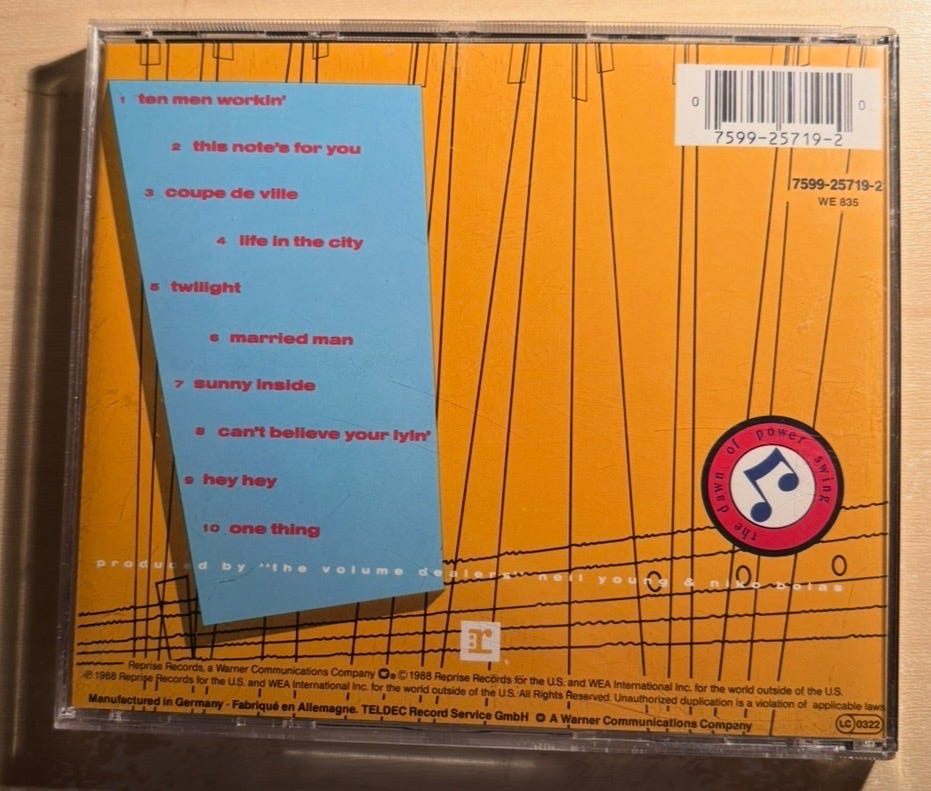 1 ten men workin'
2 this note's for you
3 coupe de ville
4 life in the city
5 twilight
6 married man
7 sunny inside
8 can't believe your lyin'
9 hey hey
10 one thing
0 7599-25719-2 0
7599-25719-2
WE 835
the dawn of power swing
produced by "the volume dealers" neil young & niko bolas
r
Reprise Records, a Warner Communications Company ℗ © 1988 Reprise Records for the U.S. and WEA International Inc. for the world outside of the U.S.
℗ 1988 Reprise Records for the U.S. and WEA International Inc. for the world outside of the U.S. All Rights Reserved. Unauthorized duplication is a violation of applicable laws
Manufactured in Germany · Fabriqué en Allemagne. TELDEC Record Service GmbH A Warner Communications Company
LC 0322